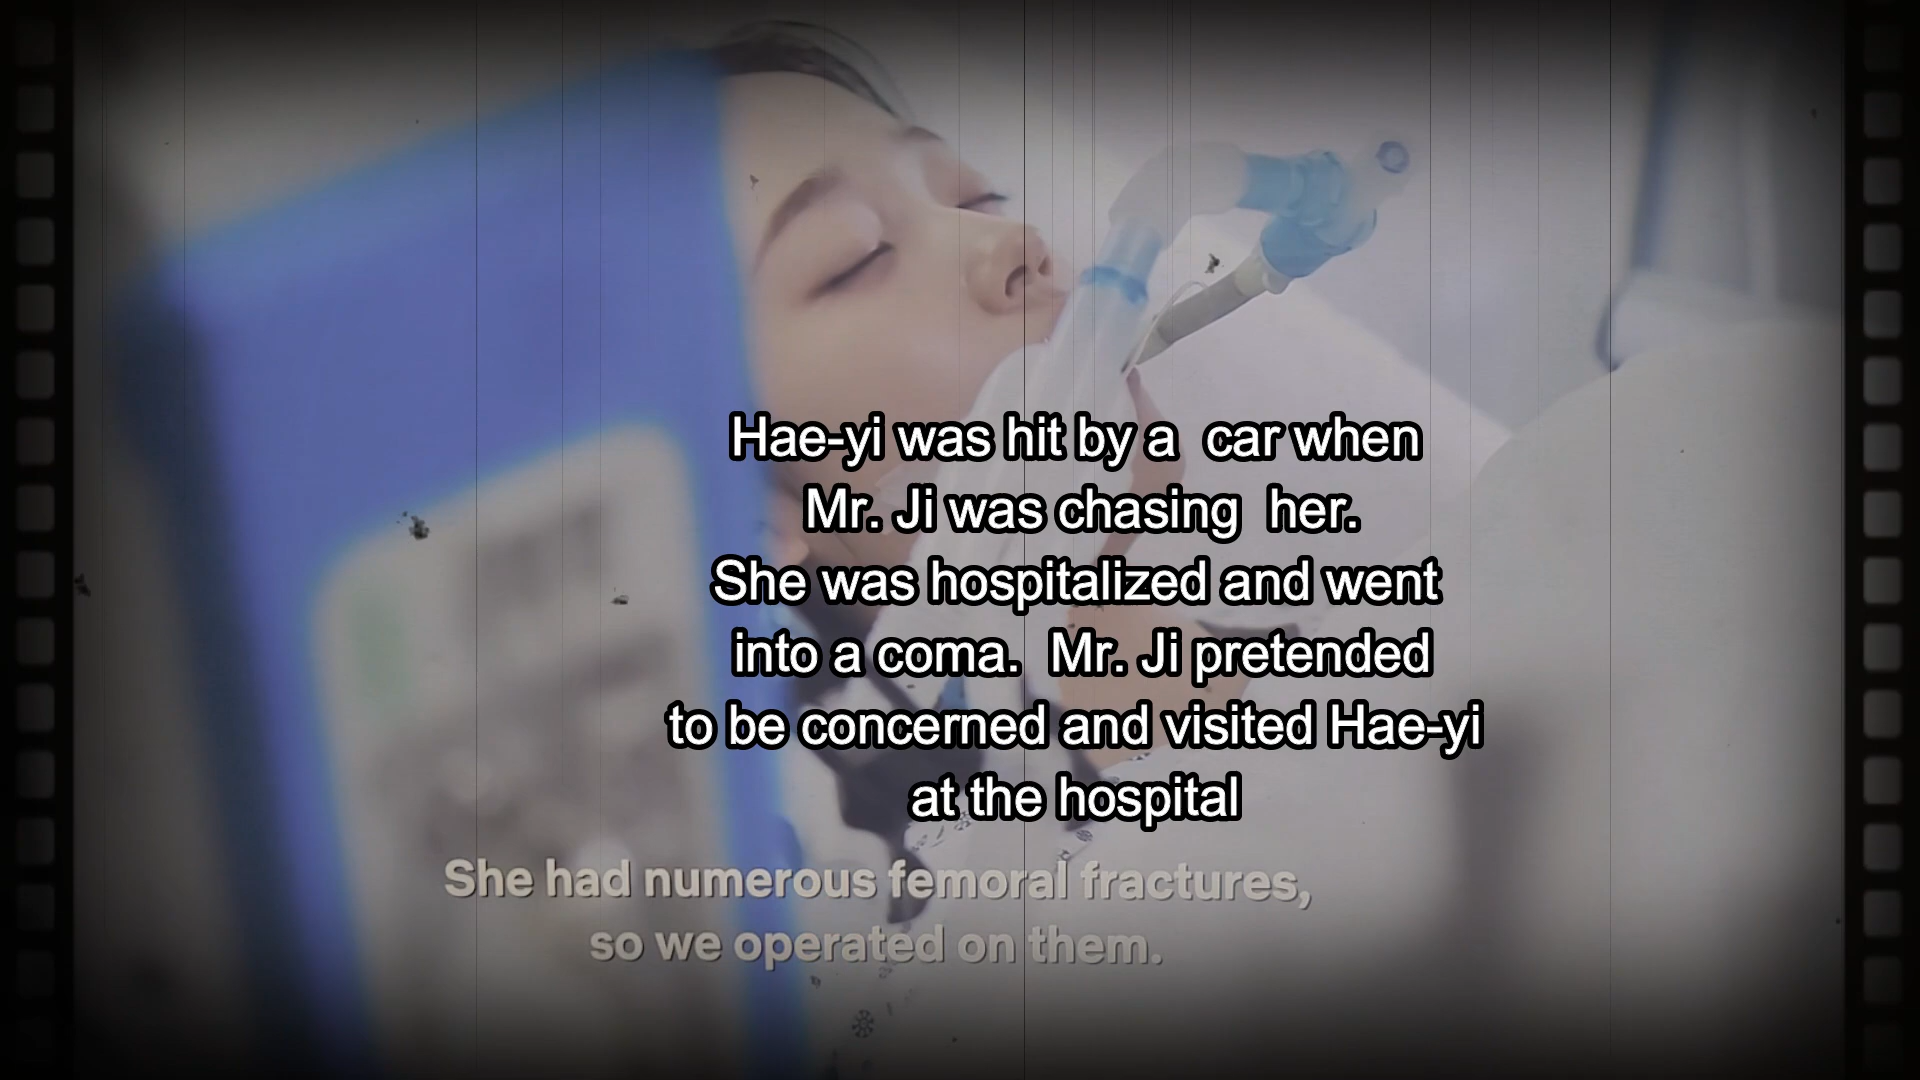 Hae-yi was hit by a  car when
Mr. Ji was chasing  her.
She was hospitalized and went
into a coma.  Mr. Ji pretended
to be concerned and visited Hae-yi
at the hospital
She had numerous femoral fractures,
so we operated on them.